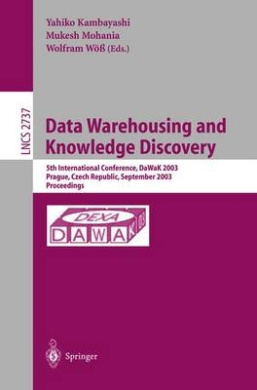 Yahiko Kambayashi
Mukesh Mohania
Wolfram Wöß (Eds.)
LNCS 2737
Data Warehousing and
Knowledge Discovery
5th International Conference, DaWaK 2003
Prague, Czech Republic, September 2003
Proceedings
DEXA
DAWAK
03
Springer